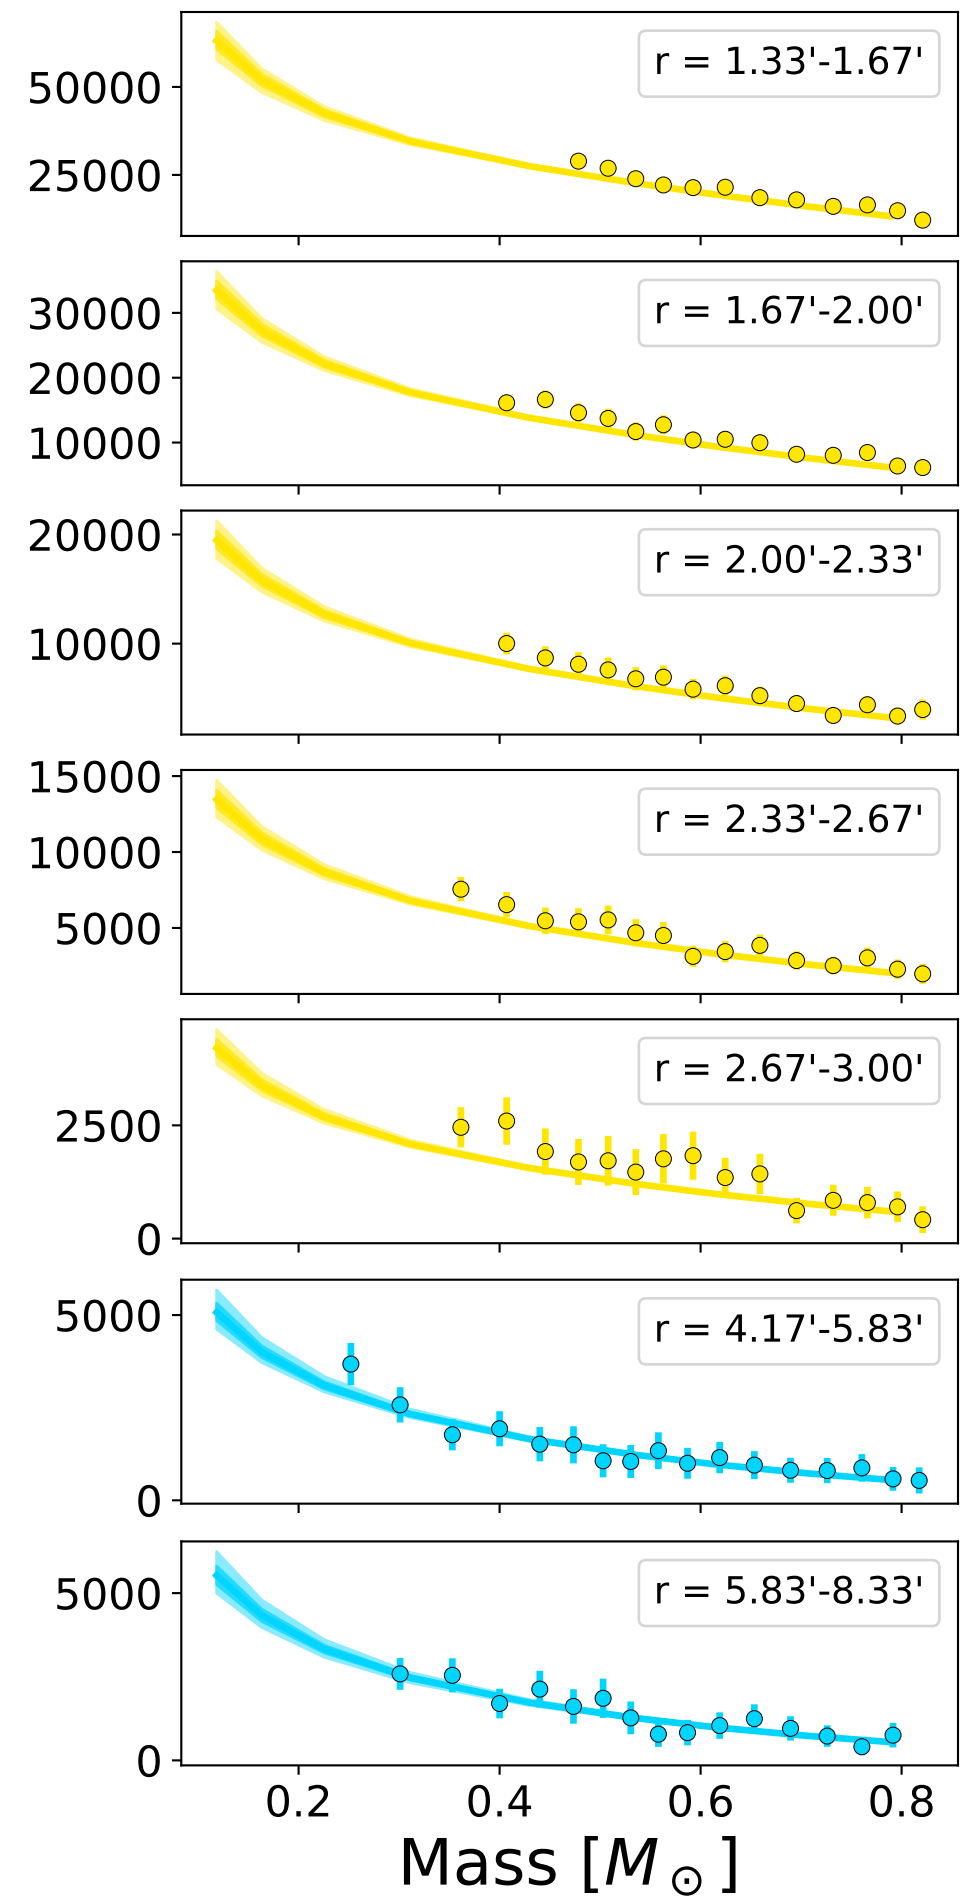 r = 1.33'-1.67'
50000
25000
r = 1.67'-2.00'
30000
20000
10000
r = 2.00'-2.33'
20000
10000
r = 2.33'-2.67'
15000
10000
5000
r = 2.67'-3.00'
2500
0
r = 4.17'-5.83'
5000
0
r = 5.83'-8.33'
5000
0
0.2 0.4 0.6 0.8
Mass [M☉]